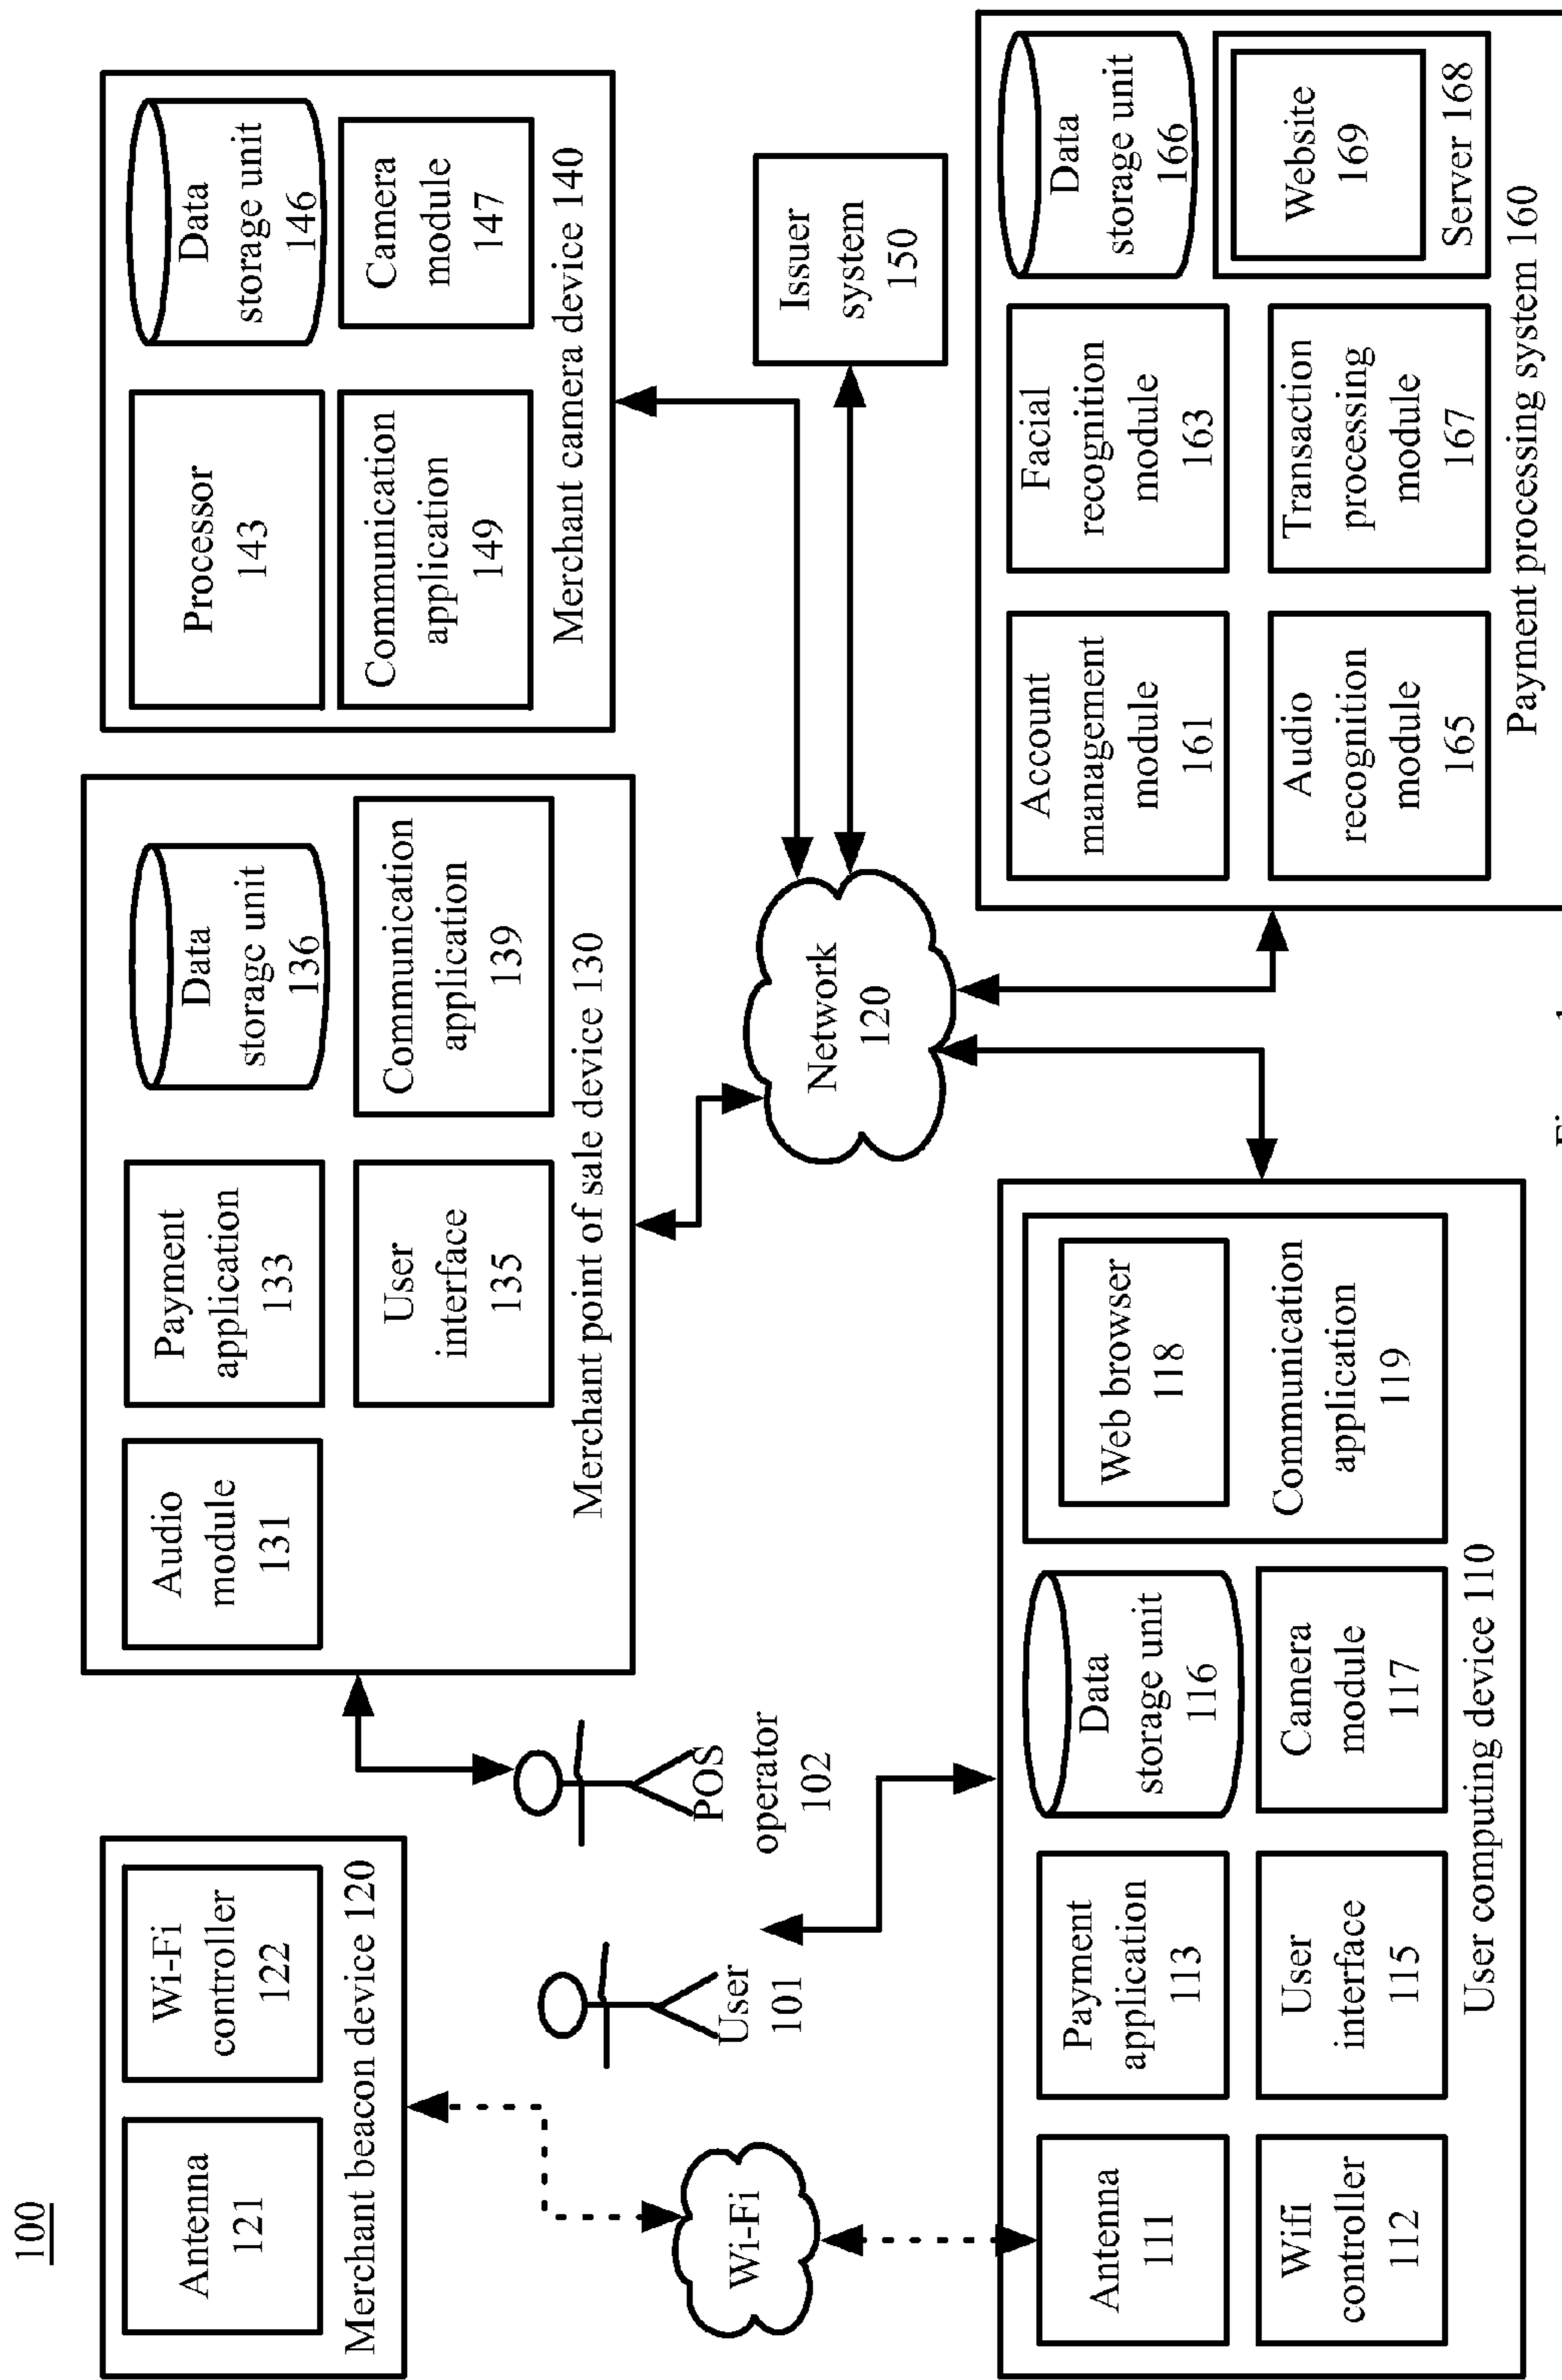 100
Antenna
121
Wi-Fi
controller
122
Merchant beacon device 120
Audio
module
131
Payment
application
133
Data
storage unit
136
User
interface
135
Communication
application
139
Merchant point of sale device 130
Processor
143
Data
storage unit
146
Communication
application
149
Camera
module
147
Merchant camera device 140
POS
operator
102
User
101
Wi-Fi
Network
120
Issuer
system
150
Antenna
111
Payment
application
113
Data
storage unit
116
Web browser
118
Communication
application
119
Wifi
controller
112
User
interface
115
Camera
module
117
User computing device 110
Account
management
module
161
Facial
recognition
module
163
Data
storage unit
166
Audio
recognition
module
165
Transaction
processing
module
167
Website
169
Server 168
Payment processing system 160